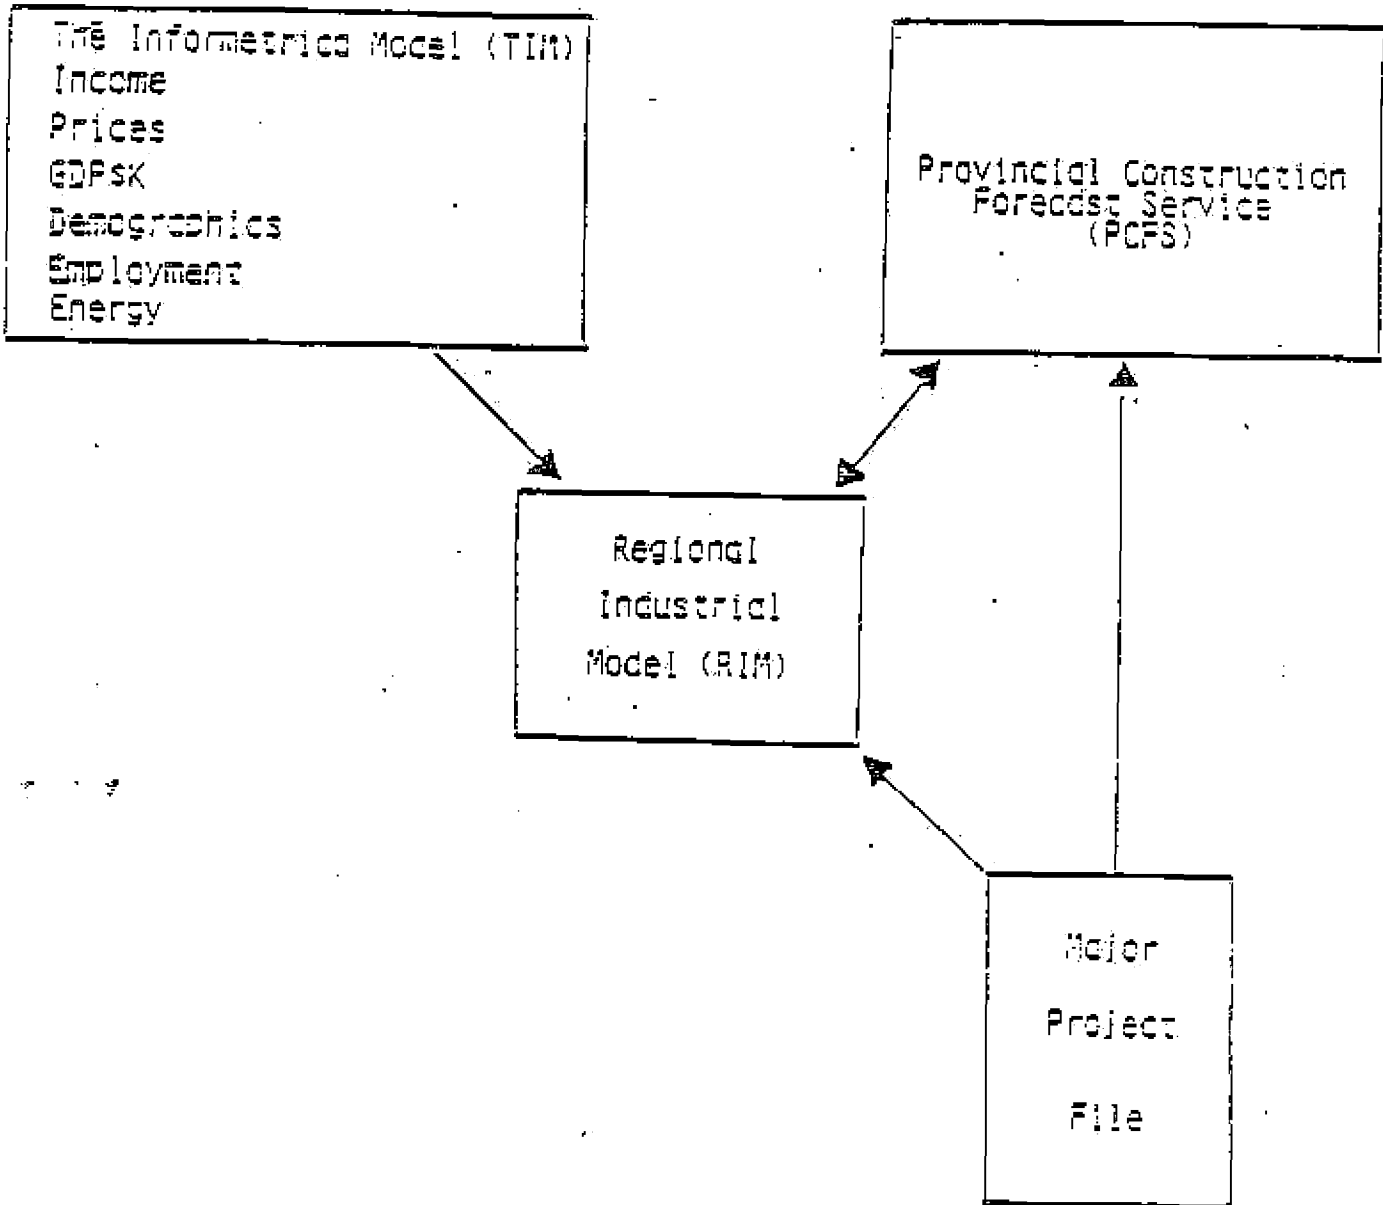 The Informetrica Model (TIM)
Income
Prices
GDP$K
Demographics
Employment
Energy
Provincial Construction
Forecast Service
(PCFS)
Regional
Industrial
Model (RIM)
Major
Project
File